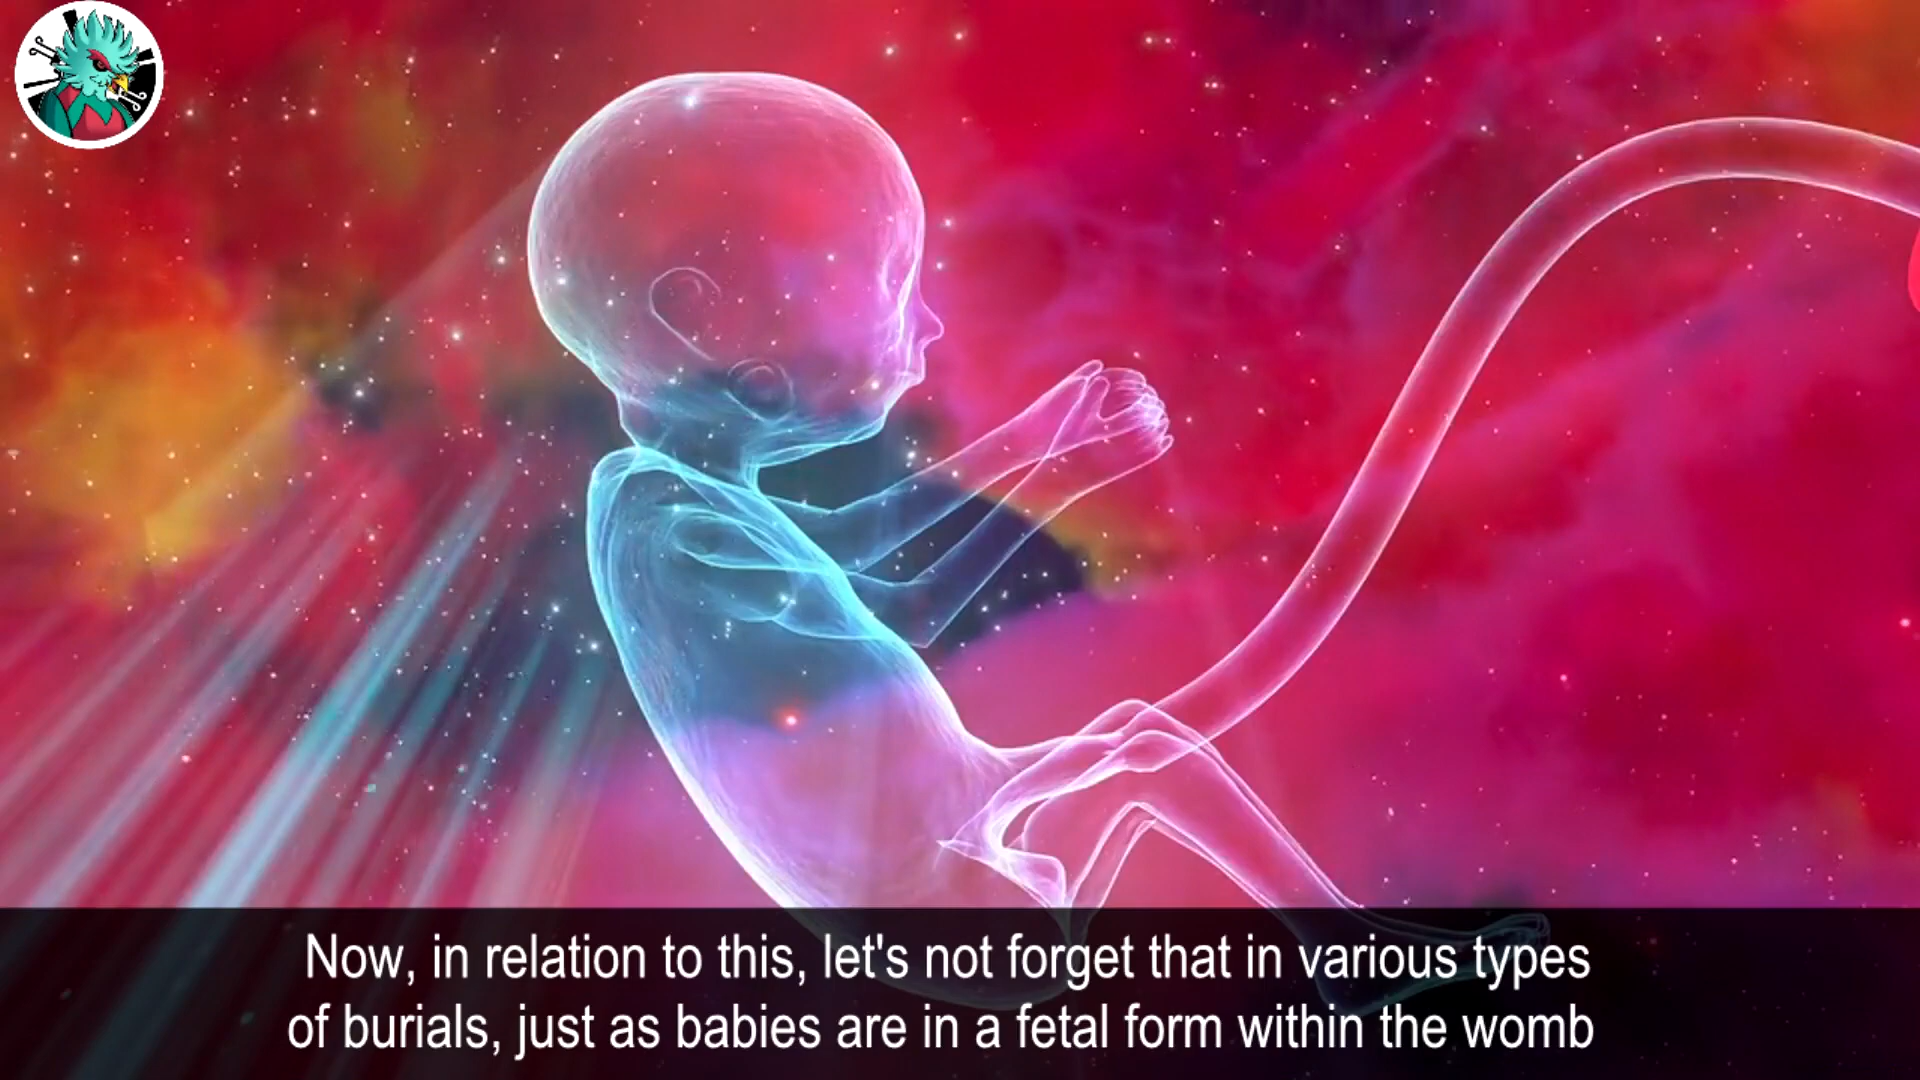 Now, in relation to this, let's not forget that in various types
of burials, just as babies are in a fetal form within the womb